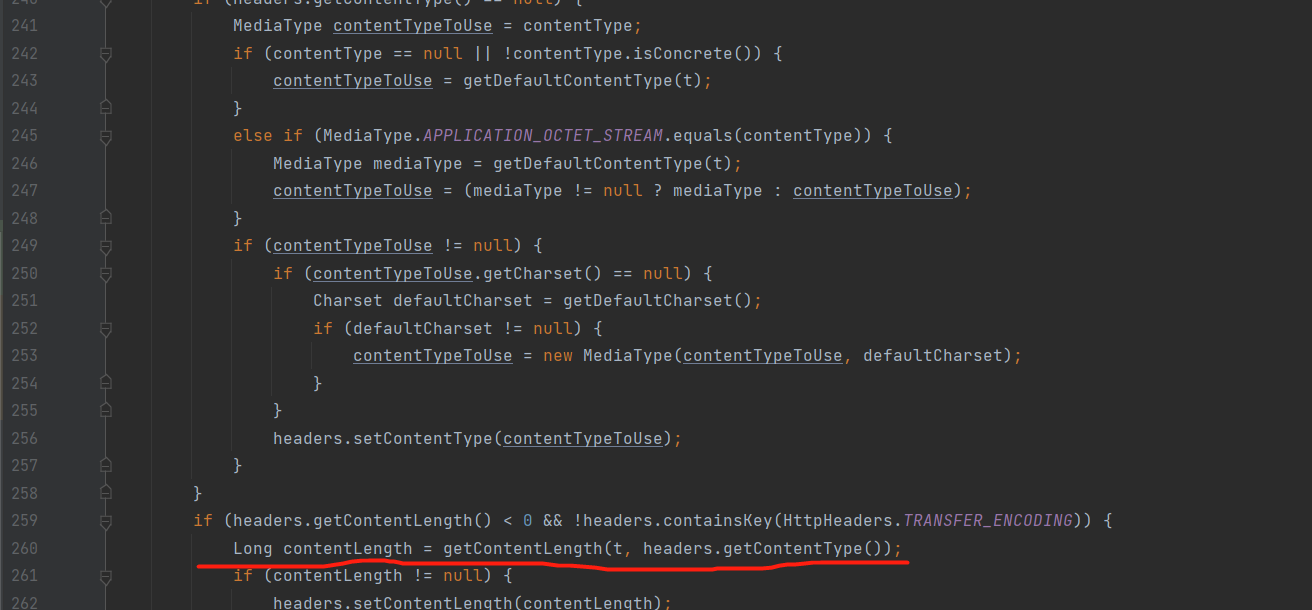 240 if (headers.getContentType() == null) {
241 MediaType contentTypeToUse = contentType;
242 if (contentType == null || !contentType.isConcrete()) {
243 contentTypeToUse = getDefaultContentType(t);
244 }
245 else if (MediaType.APPLICATION_OCTET_STREAM.equals(contentType)) {
246 MediaType mediaType = getDefaultContentType(t);
247 contentTypeToUse = (mediaType != null ? mediaType : contentTypeToUse);
248 }
249 if (contentTypeToUse != null) {
250 if (contentTypeToUse.getCharset() == null) {
251 Charset defaultCharset = getDefaultCharset();
252 if (defaultCharset != null) {
253 contentTypeToUse = new MediaType(contentTypeToUse, defaultCharset);
254 }
255 }
256 headers.setContentType(contentTypeToUse);
257 }
258 }
259 if (headers.getContentLength() < 0 && !headers.containsKey(HttpHeaders.TRANSFER_ENCODING)) {
260 Long contentLength = getContentLength(t, headers.getContentType());
261 if (contentLength != null) {
262 headers.setContentLength(contentLength);